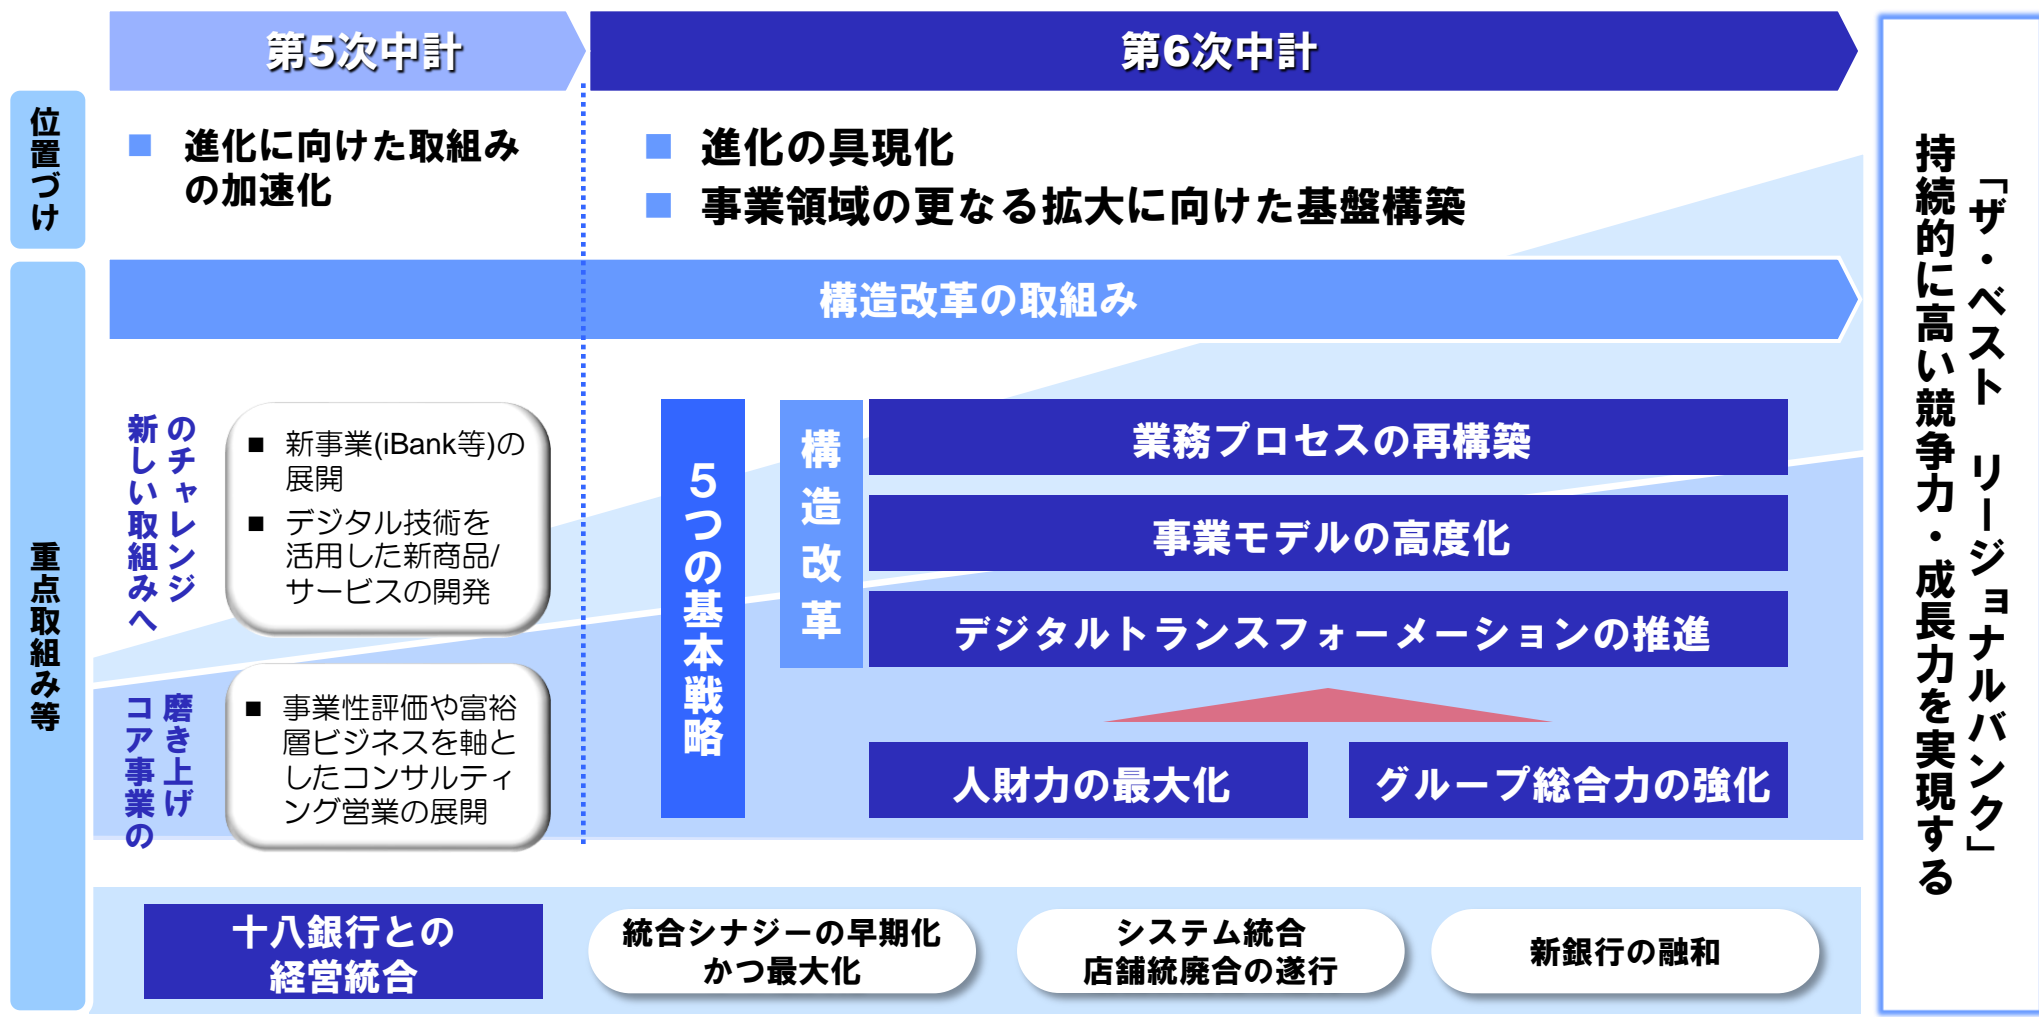 第5次中計
第6次中計
位置づけ
進化に向けた取組み
の加速化
進化の具現化
事業領域の更なる拡大に向けた基盤構築
構造改革の取組み
重点取組み等
新しい取組みへ
のチャレンジ
新事業(iBank等)の
展開
デジタル技術を
活用した新商品/
サービスの開発
コア事業の
磨き上げ
事業性評価や富裕
層ビジネスを軸と
したコンサルティ
ング営業の展開
5つの基本戦略
構造改革
業務プロセスの再構築
事業モデルの高度化
デジタルトランスフォーメーションの推進
人財力の最大化
グループ総合力の強化
十八銀行との
経営統合
統合シナジーの早期化
かつ最大化
システム統合
店舗統廃合の遂行
新銀行の融和
「ザ・ベスト　リージョナルバンク」
持続的に高い競争力・成長力を実現する